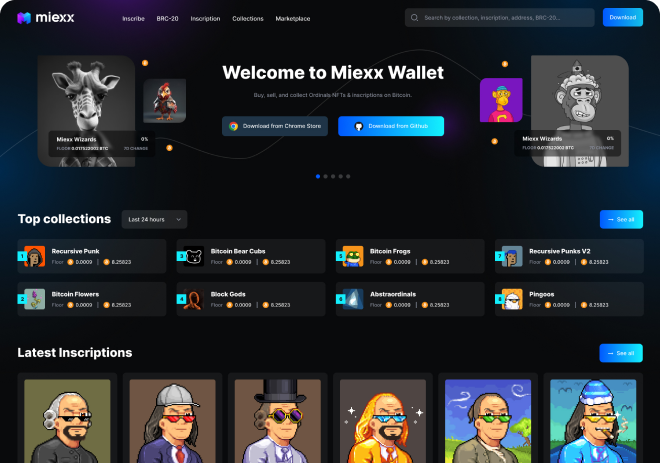 miexx
Inscribe BRC-20 Inscription Collections Marketplace
Search by collection, inscription, address, BRC-20...
Download
Welcome to Miexx Wallet
Buy, sell, and collect Ordinals NFTs & inscriptions on Bitcoin.
Download from Chrome Store
Download from Github
Miexx Wizards 0%
FLOOR 0.017522002 BTC 7D CHANGE
Miexx Wizards 0%
FLOOR 0.017522002 BTC 7D CHANGE
Top collections
Last 24 hours
See all
1 Recursive Punk
Floor 0.0009 | 8.25823
3 Bitcoin Bear Cubs
Floor 0.0009 | 8.25823
5 Bitcoin Frogs
Floor 0.0009 | 8.25823
7 Recursive Punks V2
Floor 0.0009 | 8.25823
2 Bitcoin Flowers
Floor 0.0009 | 8.25823
4 Block Gods
Floor 0.0009 | 8.25823
6 Abstraordinals
Floor 0.0009 | 8.25823
8 Pingoos
Floor 0.0009 | 8.25823
Latest Inscriptions
See all